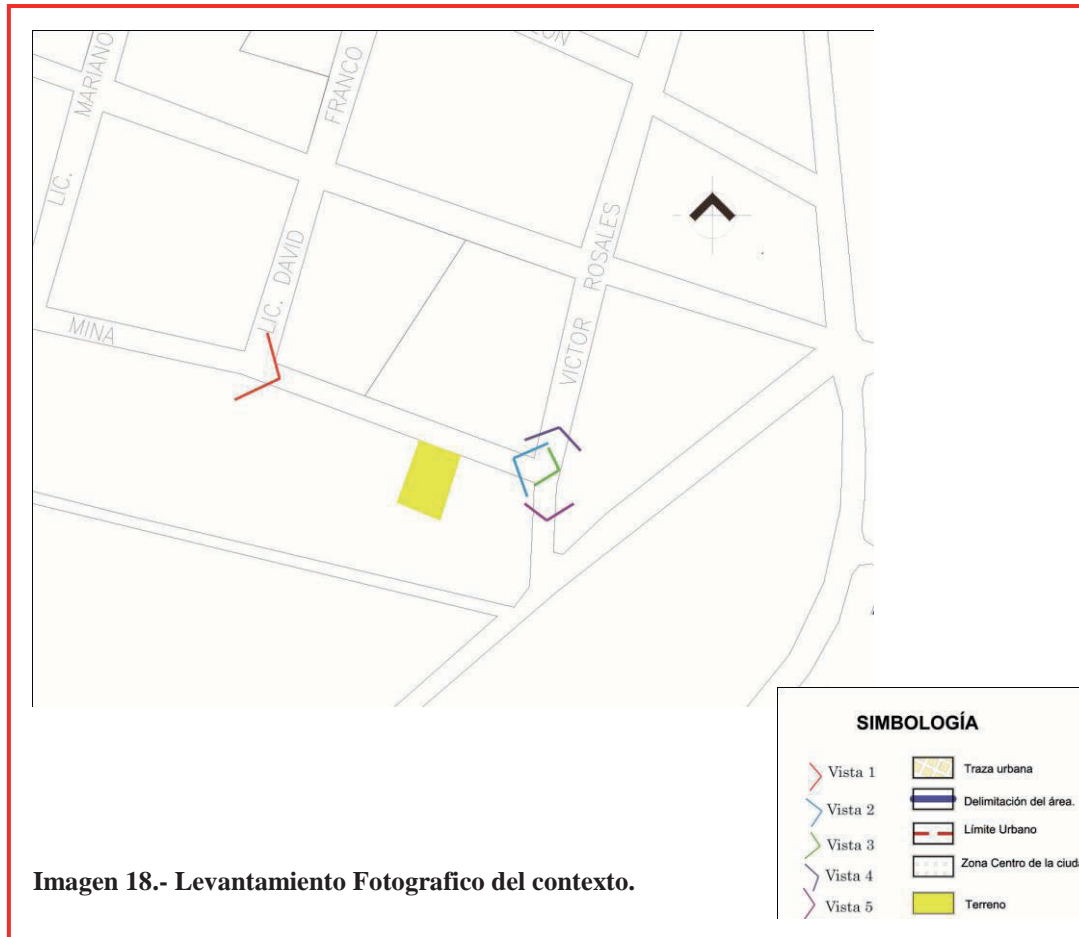 LIC. MARIANO
FRANCO
LIC. DAVID
VICTOR ROSALES
MINA
SIMBOLOGÍA
Vista 1
Vista 2
Vista 3
Vista 4
Vista 5
Traza urbana
Delimitación del área.
Límite Urbano
Zona Centro de la ciuda
Terreno
Imagen 18.- Levantamiento Fotografico del contexto.